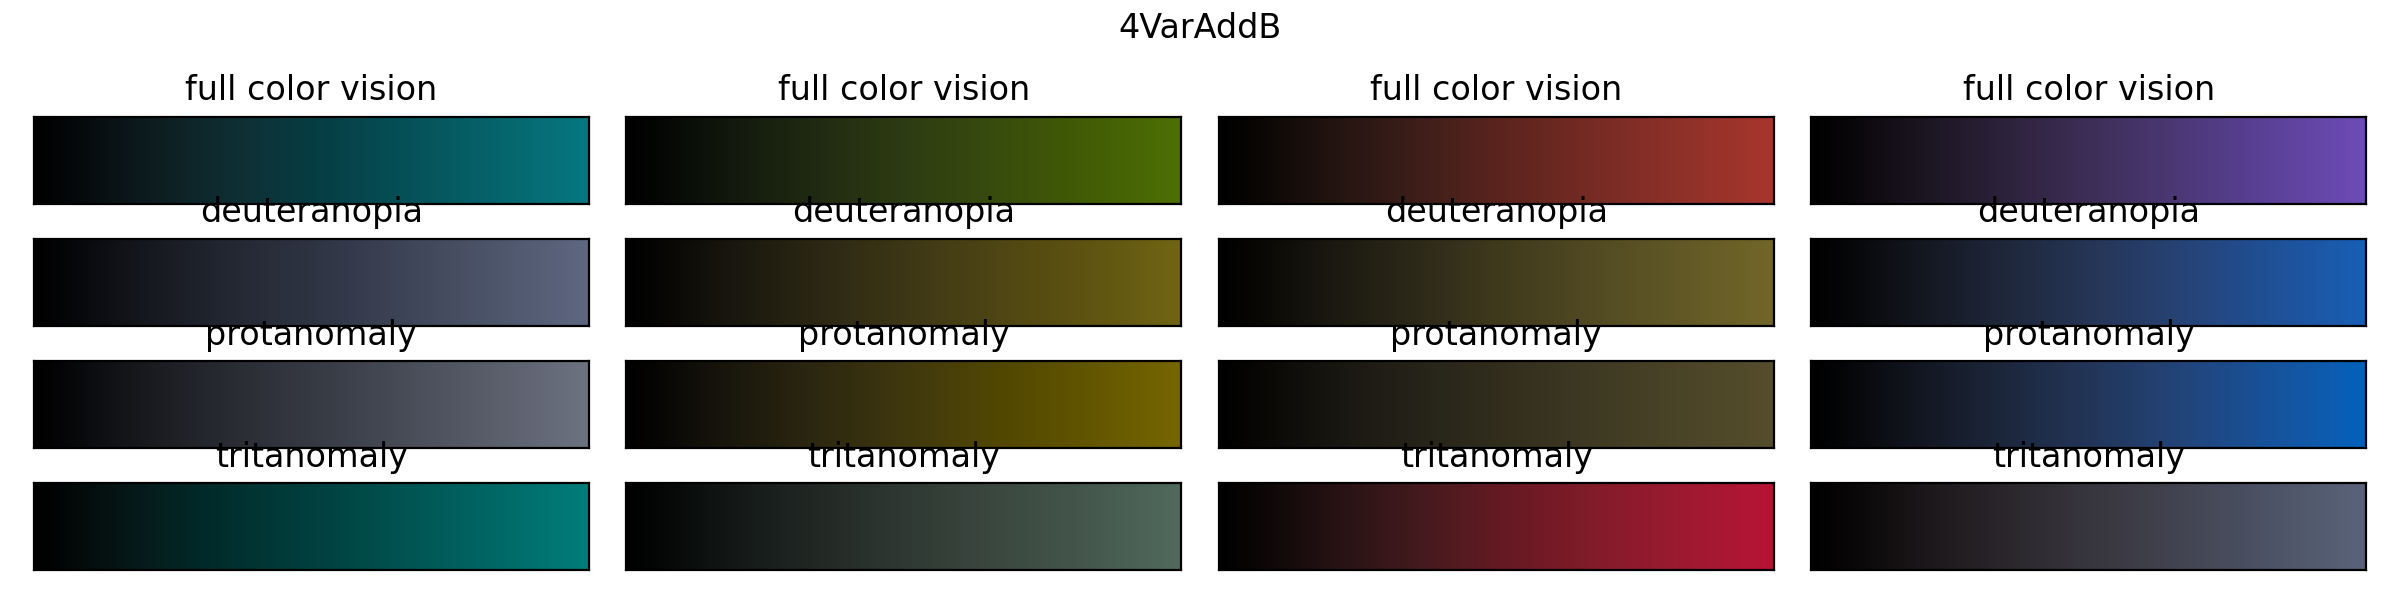 4VarAddB
full color vision full color vision full color vision full color vision
deuteranopia deuteranopia deuteranopia deuteranopia
protanomaly protanomaly protanomaly protanomaly
tritanomaly tritanomaly tritanomaly tritanomaly